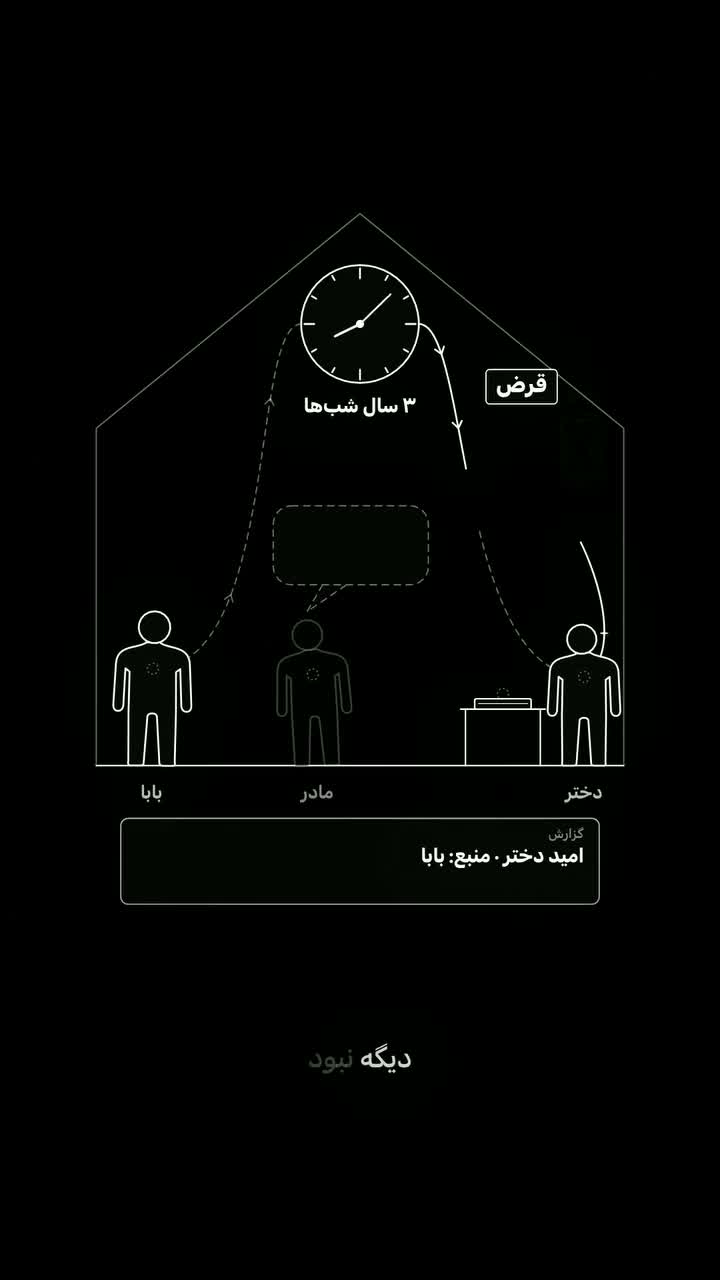 ۳ سال شب‌ها
قرض
بابا
مادر
دختر
گزارش
امید دختر · منبع: بابا
دیگه نبود